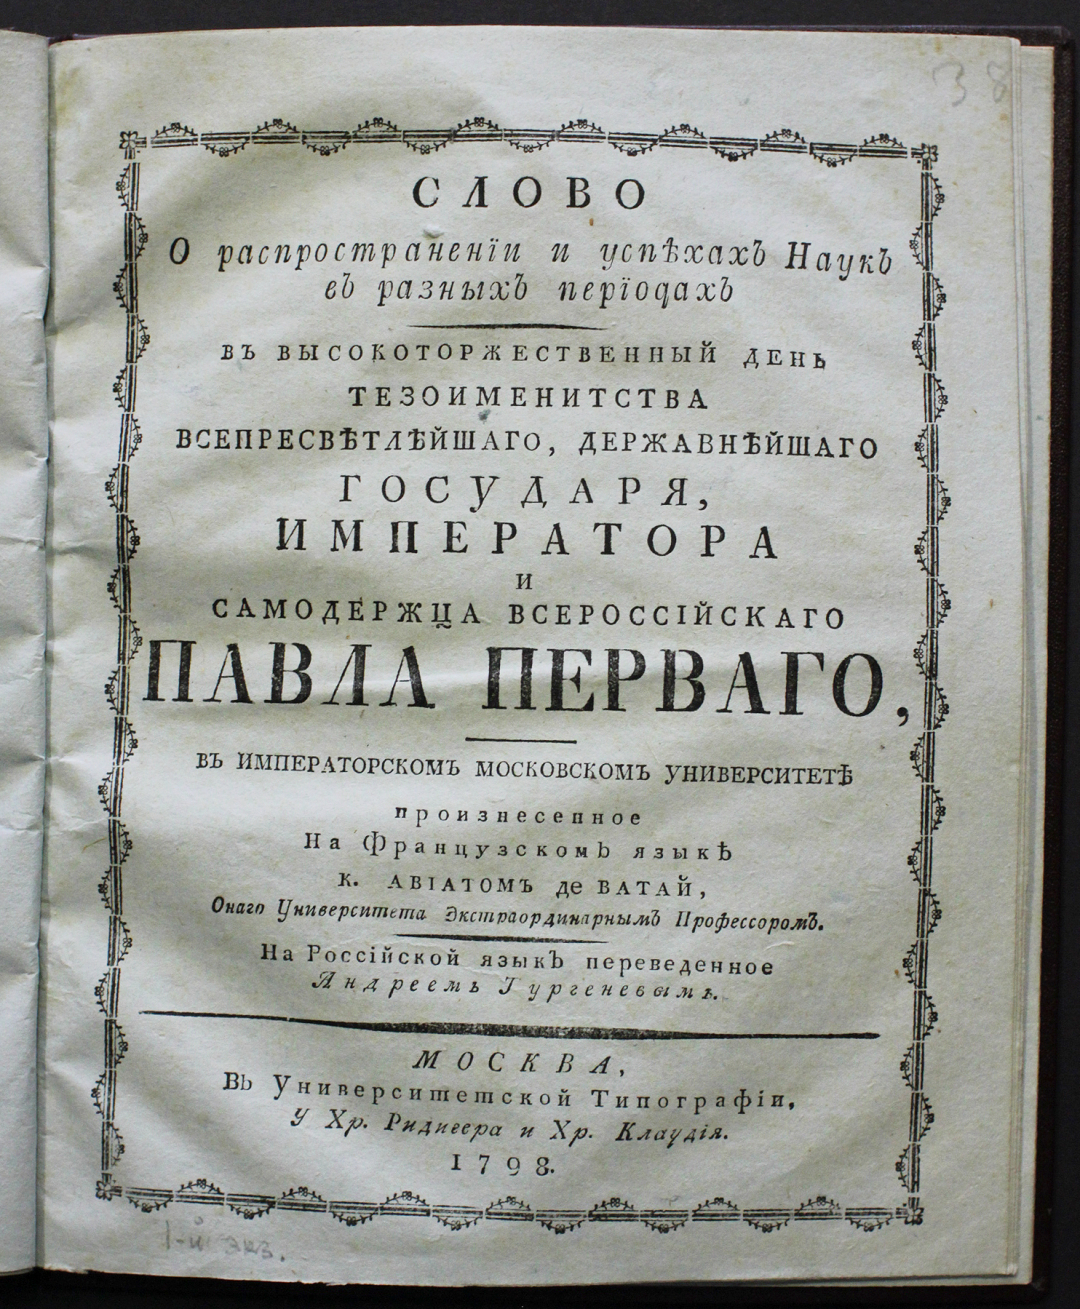 38
СЛОВО
О распространенїи и успѣхахъ Наукъ
въ разныхъ перїодахъ
ВЪ ВЫСОКОТОРЖЕСТВЕННЫЙ ДЕНЬ
ТЕЗОИМЕНИТСТВА
ВСЕПРЕСВѢТЛѢЙШАГО, ДЕРЖАВНѢЙШАГО
ГОСУДАРЯ,
ИМПЕРАТОРА
И
САМОДЕРЖЦА ВСЕРОССІЙСКАГО
ПАВЛА ПЕРВАГО,
ВЪ ИМПЕРАТОРСКОМЪ МОСКОВСКОМЪ УНИВЕРСИТЕТѢ
произнесенное
На Французскомъ языкѣ
К. АВІАТОМЪ де ВАТАЙ,
Онаго Университета Экстраординарнымъ Профессоромъ.
На Россійской языкъ переведенное
Андреемъ Тургеневымъ.
МОСКВА,
Въ Университетской Типографіи,
у Хр. Ридигера и Хр. Клаудія.
1798.
1-й экз.